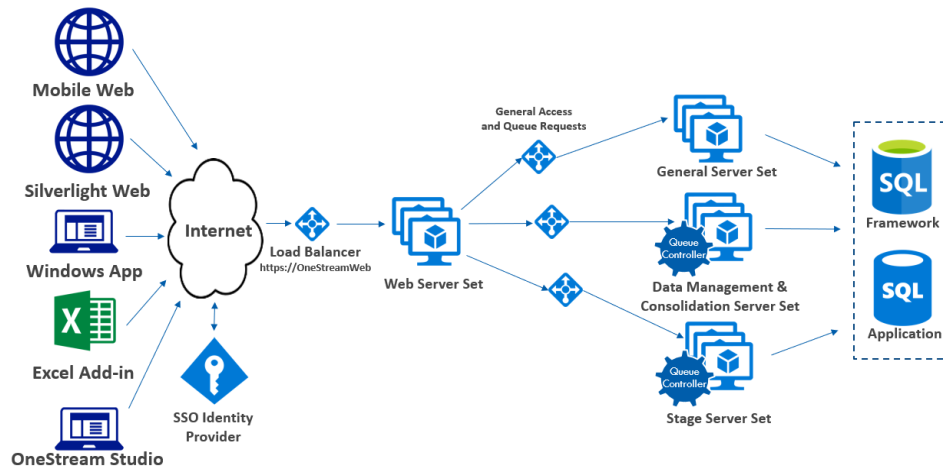 Mobile Web
Silverlight Web
Windows App
X
Excel Add-in
OneStream Studio
Internet
SSO Identity
Provider
Load Balancer
https://OneStreamWeb
Web Server Set
General Access
and Queue Requests
General Server Set
Queue
Controller
Data Management &
Consolidation Server Set
Queue
Controller
Stage Server Set
SQL
Framework
SQL
Application